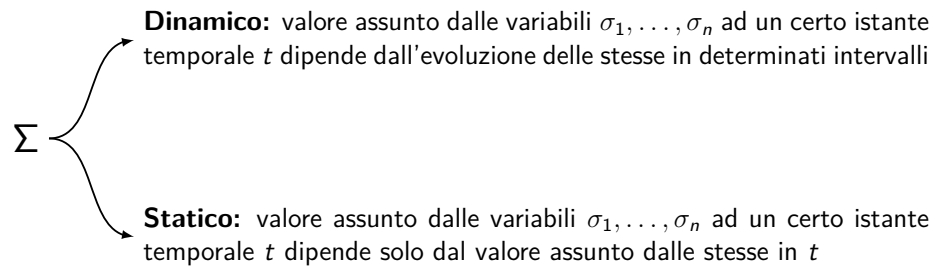 Dinamico: valore assunto dalle variabili σ₁, . . . , σₙ ad un certo istante
temporale t dipende dall'evoluzione delle stesse in determinati intervalli
Σ
Statico: valore assunto dalle variabili σ₁, . . . , σₙ ad un certo istante
temporale t dipende solo dal valore assunto dalle stesse in t